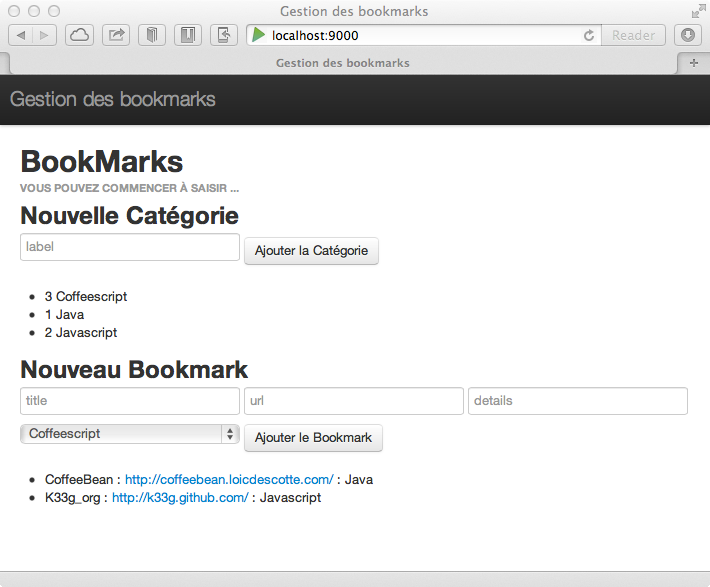 Gestion des bookmarks
localhost:9000
Reader
Gestion des bookmarks
Gestion des bookmarks
BookMarks
VOUS POUVEZ COMMENCER À SAISIR ...
Nouvelle Catégorie
label Ajouter la Catégorie
3 Coffeescript
1 Java
2 Javascript
Nouveau Bookmark
title url details
Coffeescript Ajouter le Bookmark
CoffeeBean : http://coffeebean.loicdescotte.com/ : Java
K33g_org : http://k33g.github.com/ : Javascript